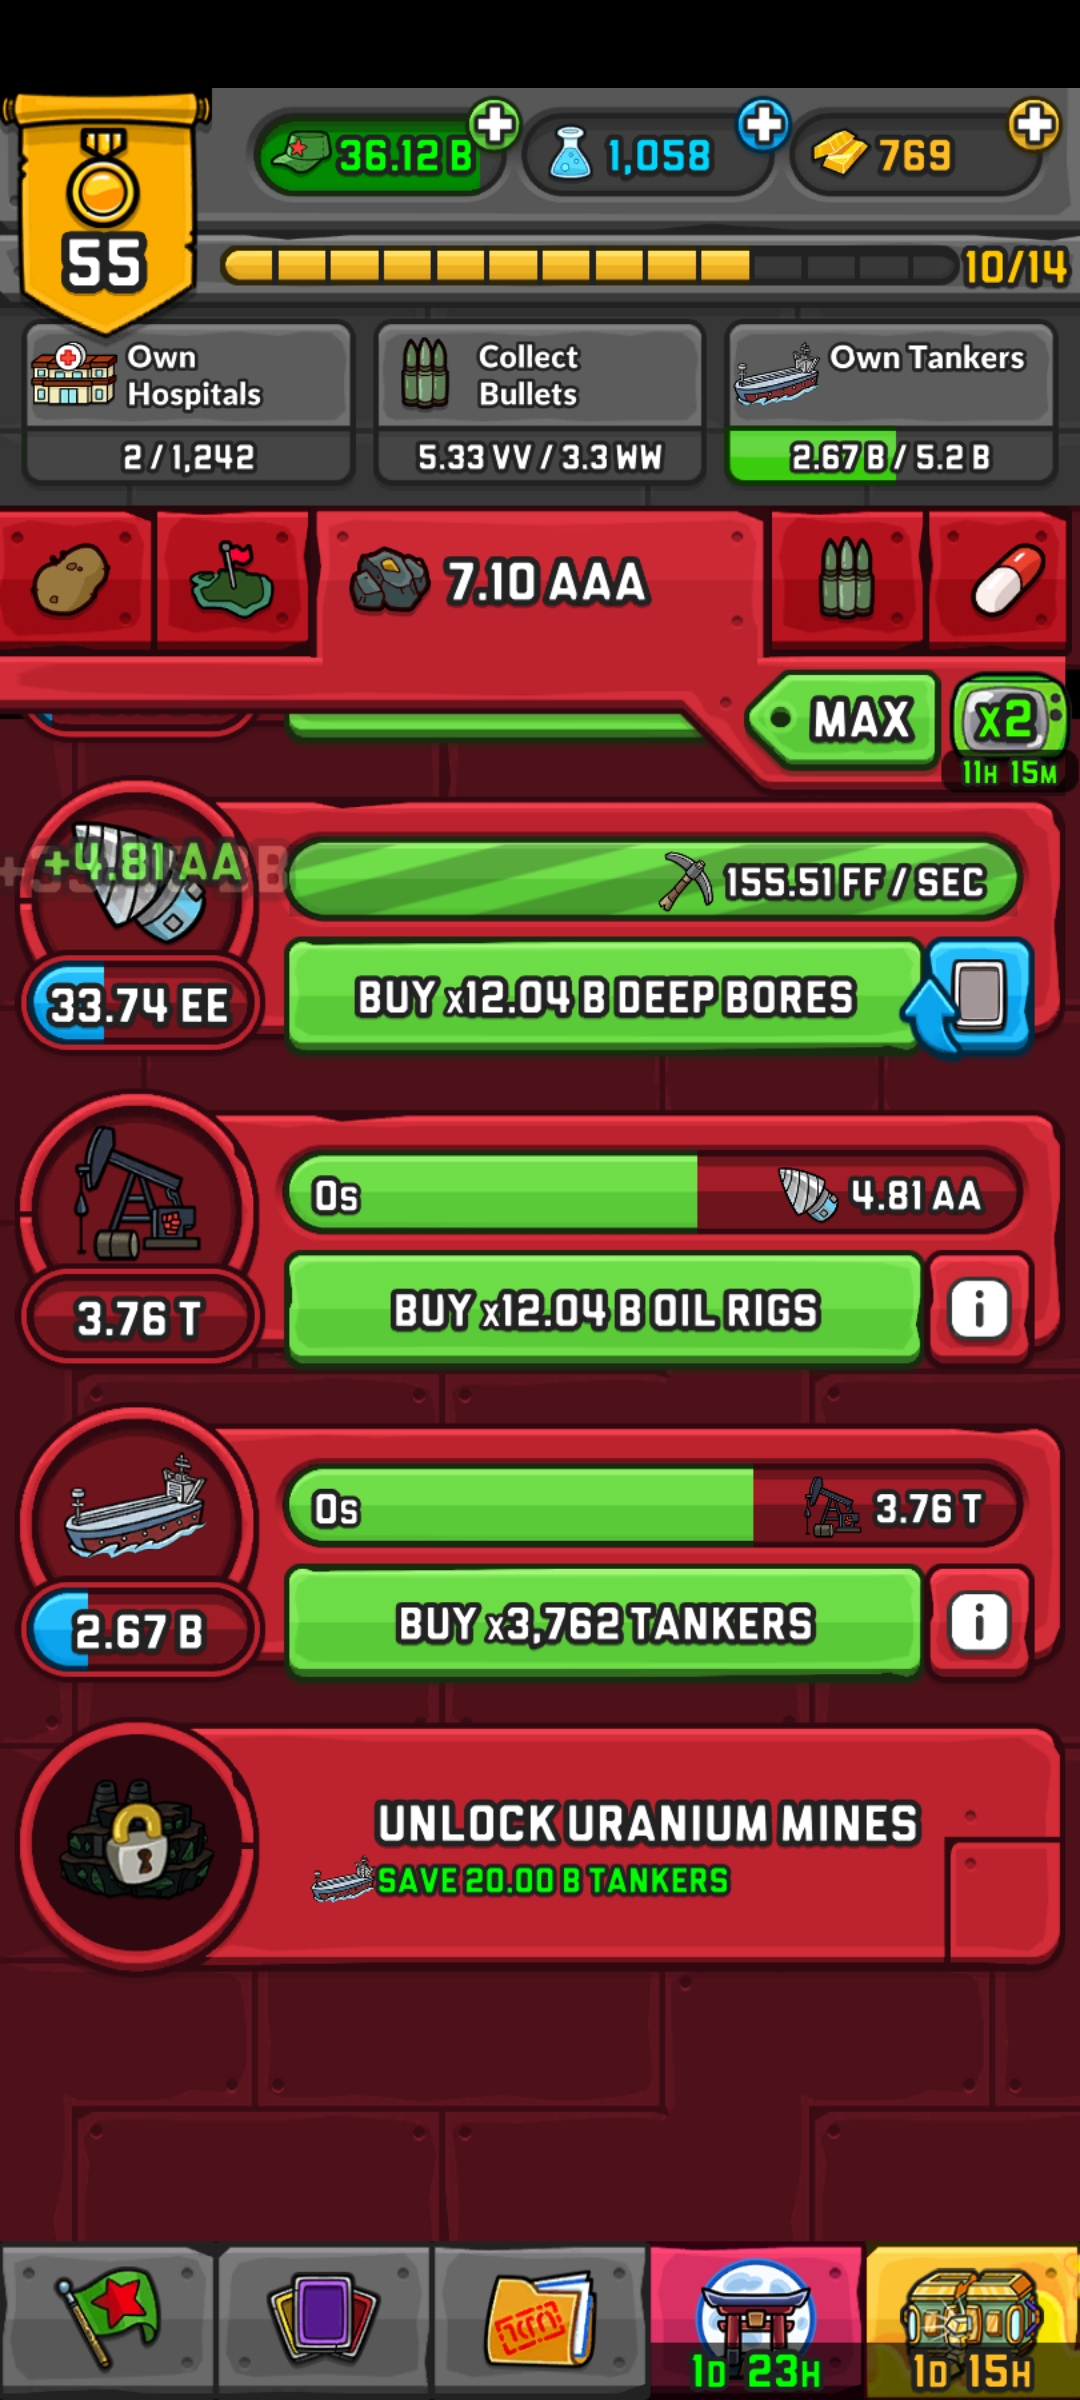 36.12 B
1,058
769
55
10/14
Own
Hospitals
2 / 1,242
Collect
Bullets
5.33 VV / 3.3 WW
Own Tankers
2.67 B / 5.2 B
7.10 AAA
MAX
x2
11H 15M
+4.81 AA
155.51 FF / SEC
33.74 EE
BUY x12.04 B DEEP BORES
0s
4.81 AA
3.76 T
BUY x12.04 B OIL RIGS
i
0s
3.76 T
2.67 B
BUY x3,762 TANKERS
i
UNLOCK URANIUM MINES
SAVE 20.00 B TANKERS
1D 23H
1D 15H